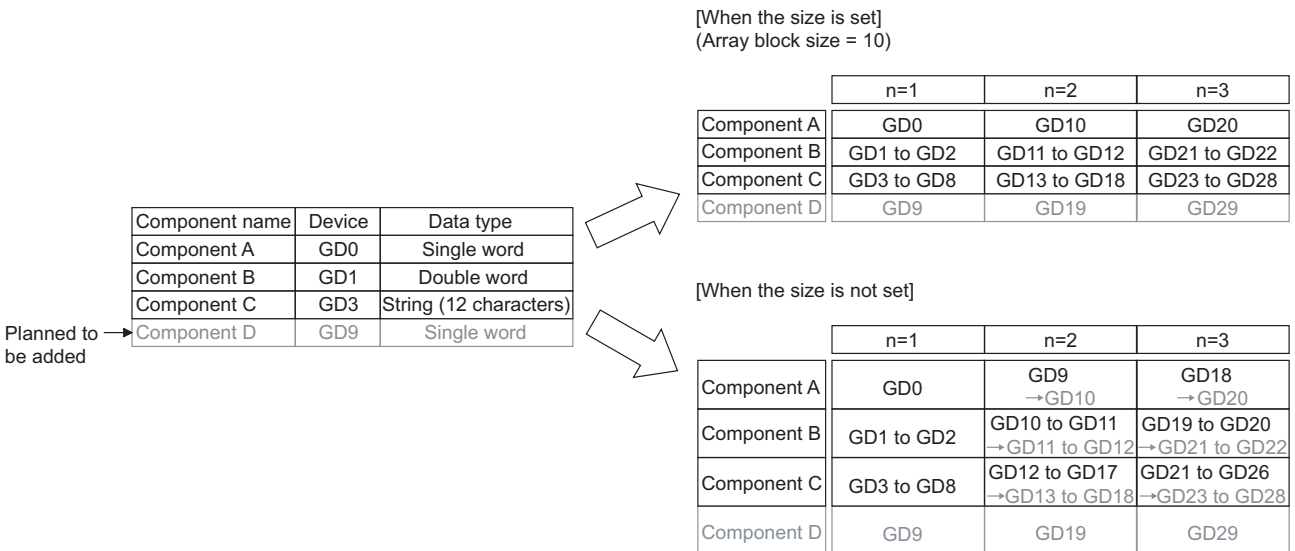 [When the size is set]
(Array block size = 10)
n=1 n=2 n=3
Component A GD0 GD10 GD20
Component B GD1 to GD2 GD11 to GD12 GD21 to GD22
Component C GD3 to GD8 GD13 to GD18 GD23 to GD28
Component D GD9 GD19 GD29
Component name Device Data type
Component A GD0 Single word
Component B GD1 Double word
Component C GD3 String (12 characters)
Planned to be added → Component D GD9 Single word
[When the size is not set]
n=1 n=2 n=3
Component A GD0 GD9 GD18
→GD10 →GD20
Component B GD1 to GD2 GD10 to GD11 GD19 to GD20
→GD11 to GD12 →GD21 to GD22
Component C GD3 to GD8 GD12 to GD17 GD21 to GD26
→GD13 to GD18 →GD23 to GD28
Component D GD9 GD19 GD29